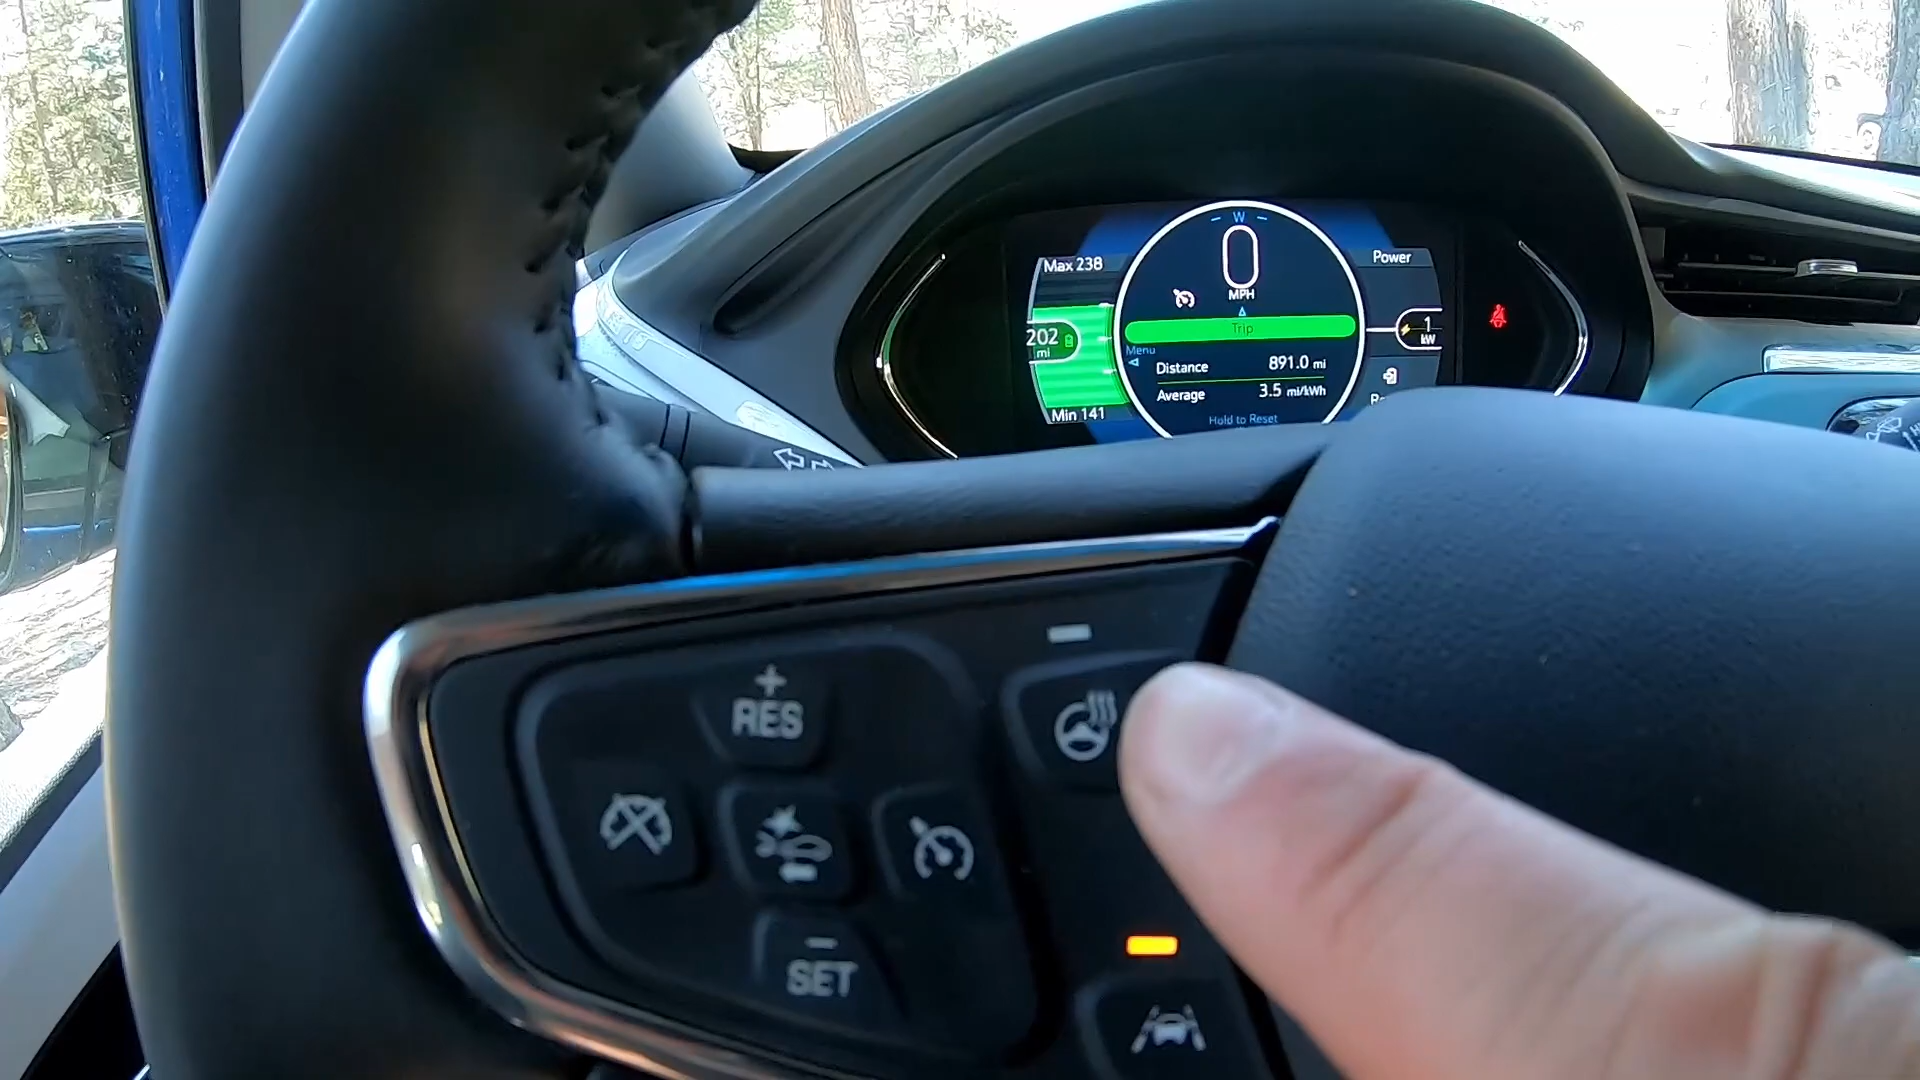 W
Max 238
0
MPH
Power
202
mi
1
kW
Trip
Menu
Distance 891.0 mi
Average 3.5 mi/kWh
Min 141
Hold to Reset
+
RES
SET